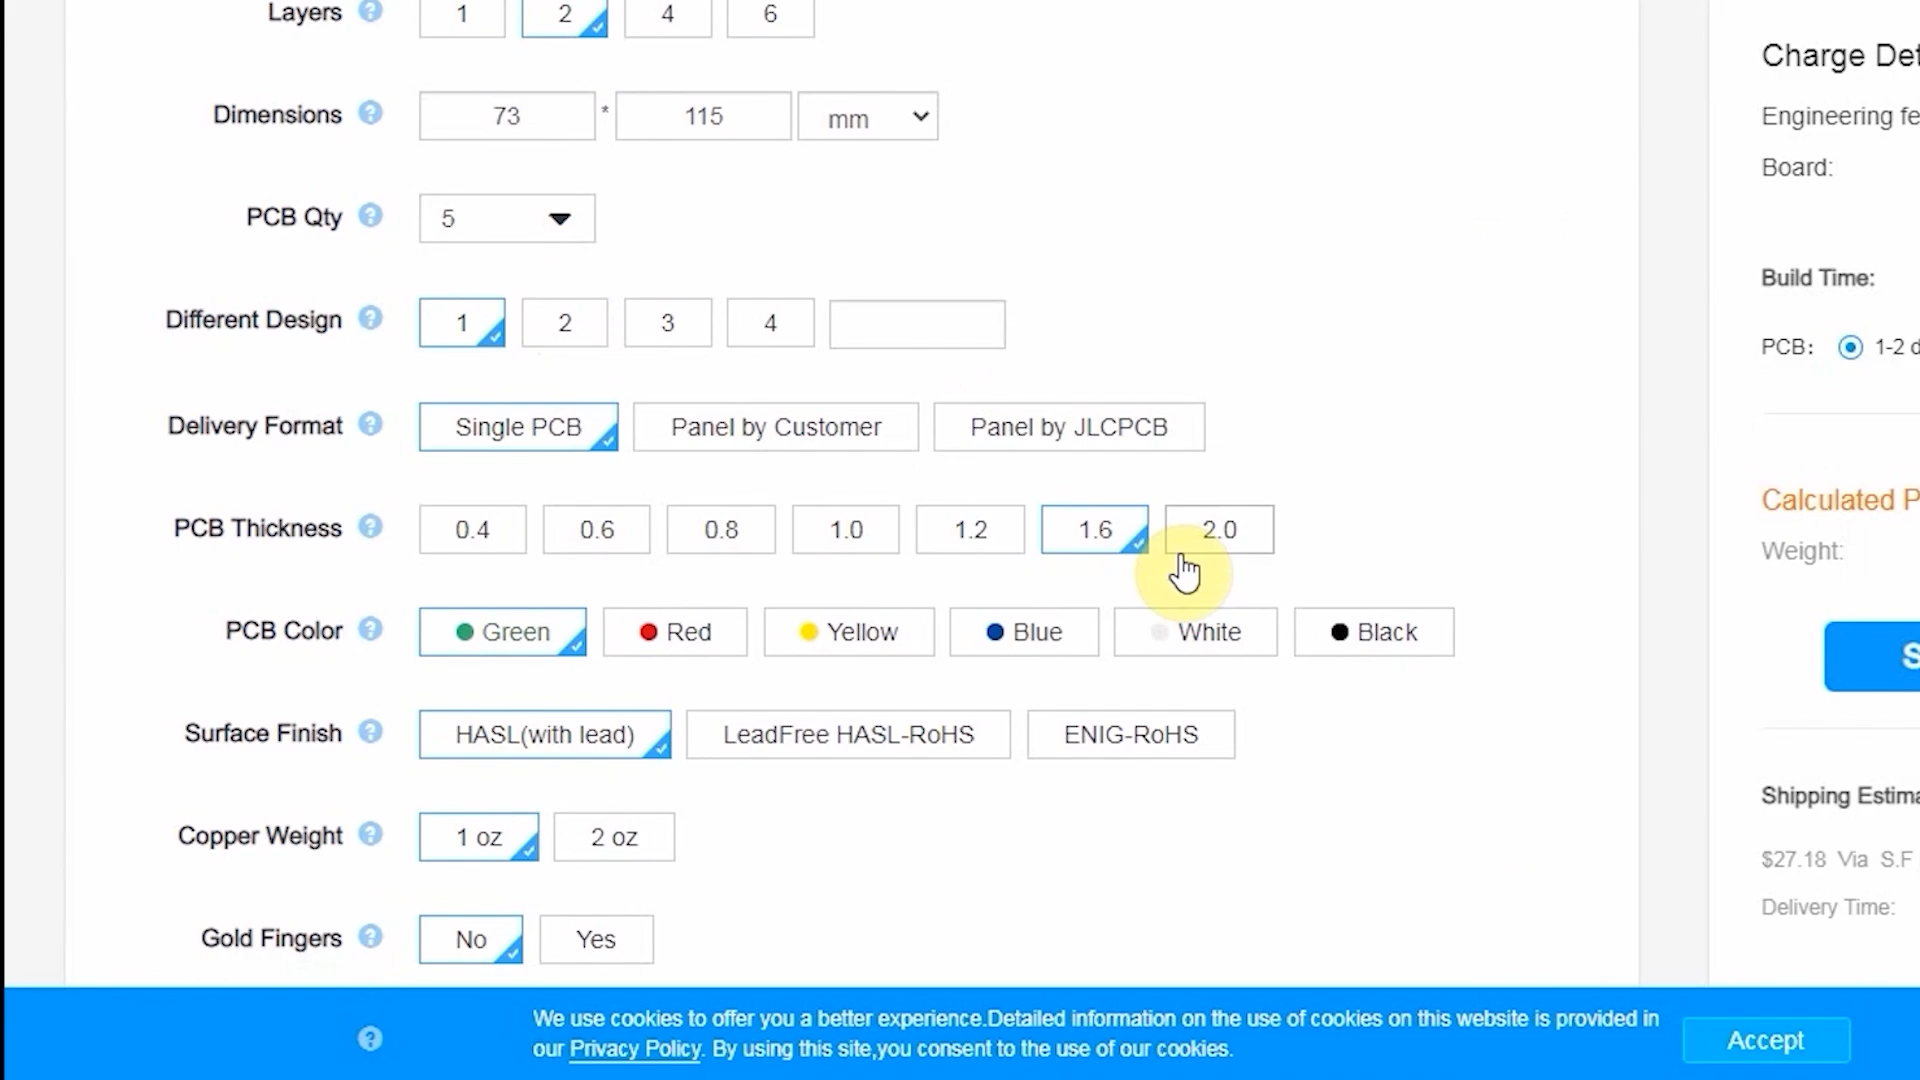 Layers ? 1 2 4 6
Dimensions ? 73 * 115 mm
PCB Qty ? 5
Different Design ? 1 2 3 4
Delivery Format ? Single PCB Panel by Customer Panel by JLCPCB
PCB Thickness ? 0.4 0.6 0.8 1.0 1.2 1.6 2.0
PCB Color ? Green Red Yellow Blue White Black
Surface Finish ? HASL(with lead) LeadFree HASL-RoHS ENIG-RoHS
Copper Weight ? 1 oz 2 oz
Gold Fingers ? No Yes
Charge Det
Engineering fe
Board:
Build Time:
PCB: 1-2 d
Calculated P
Weight:
S
Shipping Estima
$27.18 Via S.F
Delivery Time:
?
We use cookies to offer you a better experience.Detailed information on the use of cookies on this website is provided in
our Privacy Policy. By using this site,you consent to the use of our cookies.
Accept